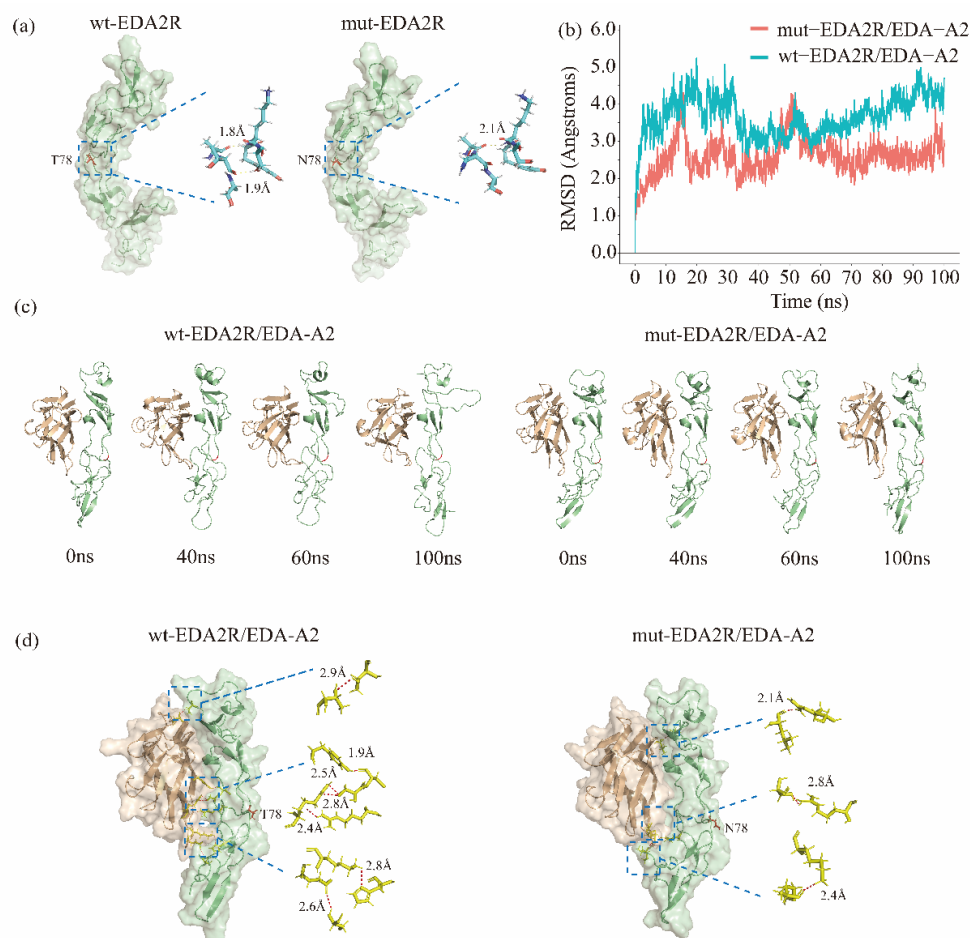 (a)
wt-EDA2R
mut-EDA2R
T78
1.8Å
1.9Å
N78
2.1Å
(b)
RMSD (Angstroms)
6.0
5.0
4.0
3.0
2.0
1.0
0.0
mut−EDA2R/EDA−A2
wt−EDA2R/EDA−A2
0 10 20 30 40 50 60 70 80 90 100
Time (ns)
(c)
wt-EDA2R/EDA-A2
mut-EDA2R/EDA-A2
0ns 40ns 60ns 100ns 0ns 40ns 60ns 100ns
(d)
wt-EDA2R/EDA-A2
mut-EDA2R/EDA-A2
2.9Å
1.9Å
2.5Å
2.8Å
2.4Å
2.8Å
2.6Å
T78
2.1Å
2.8Å
N78
2.4Å